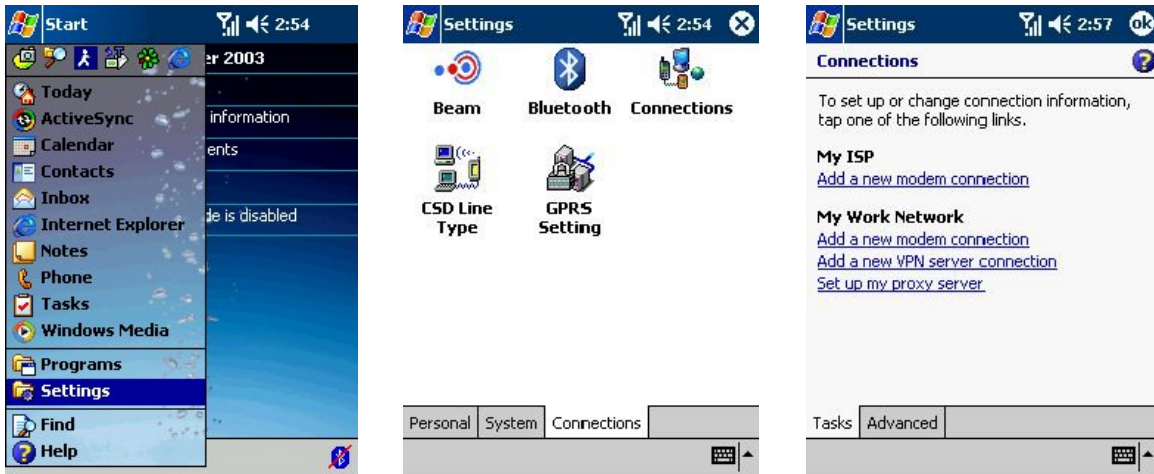 Start
2:54
er 2003
Today
ActiveSync
information
Calendar
ents
Contacts
Inbox
Internet Explorer
de is disabled
Notes
Phone
Tasks
Windows Media
Programs
Settings
Find
Help
Settings
2:54
Beam
Bluetooth
Connections
CSD Line
Type
GPRS
Setting
Personal System Connections
Settings
2:57 ok
Connections
To set up or change connection information,
tap one of the following links.
My ISP
Add a new modem connection
My Work Network
Add a new modem connection
Add a new VPN server connection
Set up my proxy server
Tasks Advanced